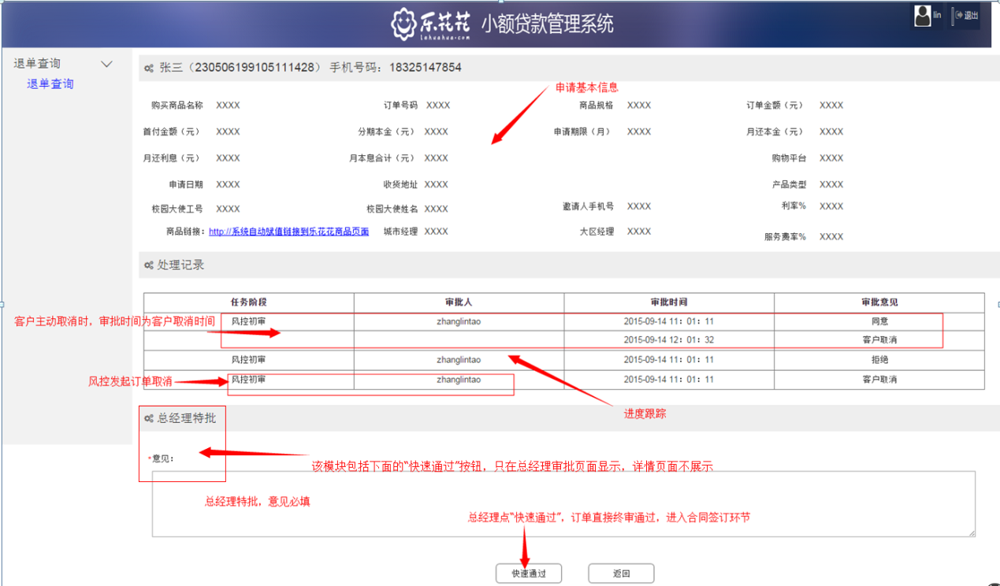 乐花花 小额贷款管理系统
lehuahua.com
lin 退出
退单查询
退单查询
张三（230506199105111428） 手机号码：18325147854
申请基本信息
购买商品名称 XXXX 订单号码 XXXX 商品规格 XXXX 订单金额（元） XXXX
首付金额（元） XXXX 分期本金（元） XXXX 申请期限（月） XXXX 月还本金（元） XXXX
月还利息（元） XXXX 月本息合计（元） XXXX 购物平台 XXXX
申请日期 XXXX 收货地址 XXXX 产品类型 XXXX
校园大使工号 XXXX 校园大使姓名 XXXX 邀请人手机号 XXXX 利率% XXXX
商品链接：http://系统自动赋值链接到乐花花商品页面 城市经理 XXXX 大区经理 XXXX 服务费率% XXXX
处理记录
任务阶段 审批人 审批时间 审批意见
客户主动取消时，审批时间为客户取消时间
风控初审 zhanglintao 2015-09-14 11：01：11 同意
2015-09-14 12：01：32 客户取消
风控初审 zhanglintao 2015-09-14 11：01：11 拒绝
风控发起订单取消
风控初审 zhanglintao 2015-09-14 11：01：11 客户取消
进度跟踪
总经理特批
*意见：
该模块包括下面的“快速通过”按钮，只在总经理审批页面显示，详情页面不展示
总经理特批，意见必填
总经理点“快速通过”，订单直接终审通过，进入合同签订环节
快速通过 返回